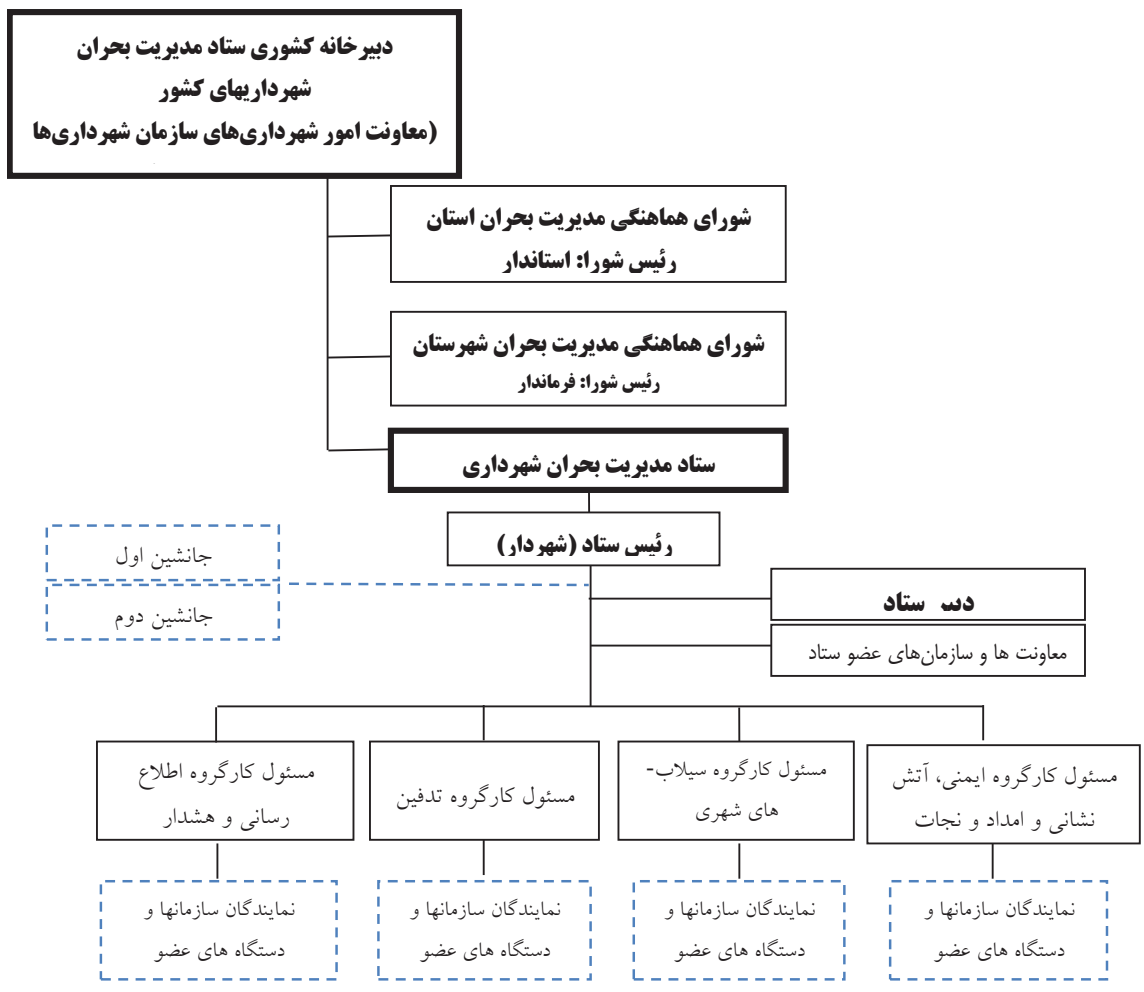 دبیرخانه کشوری ستاد مدیریت بحران
شهرداریهای کشور
(معاونت امور شهرداری‌های سازمان شهرداری‌ها
شورای هماهنگی مدیریت بحران استان
رئیس شورا: استاندار
شورای هماهنگی مدیریت بحران شهرستان
رئیس شورا: فرماندار
ستاد مدیریت بحران شهرداری
رئیس ستاد (شهردار)
جانشین اول
جانشین دوم
ستاد
معاونت ها و سازمان‌های عضو ستاد
مسئول کارگروه ایمنی، آتش
نشانی و امداد و نجات
مسئول کارگروه سیلاب-
های شهری
مسئول کارگروه تدفین
مسئول کارگروه اطلاع
رسانی و هشدار
نمایندگان سازمانها و
دستگاه های عضو
نمایندگان سازمانها و
دستگاه های عضو
نمایندگان سازمانها و
دستگاه های عضو
نمایندگان سازمانها و
دستگاه های عضو